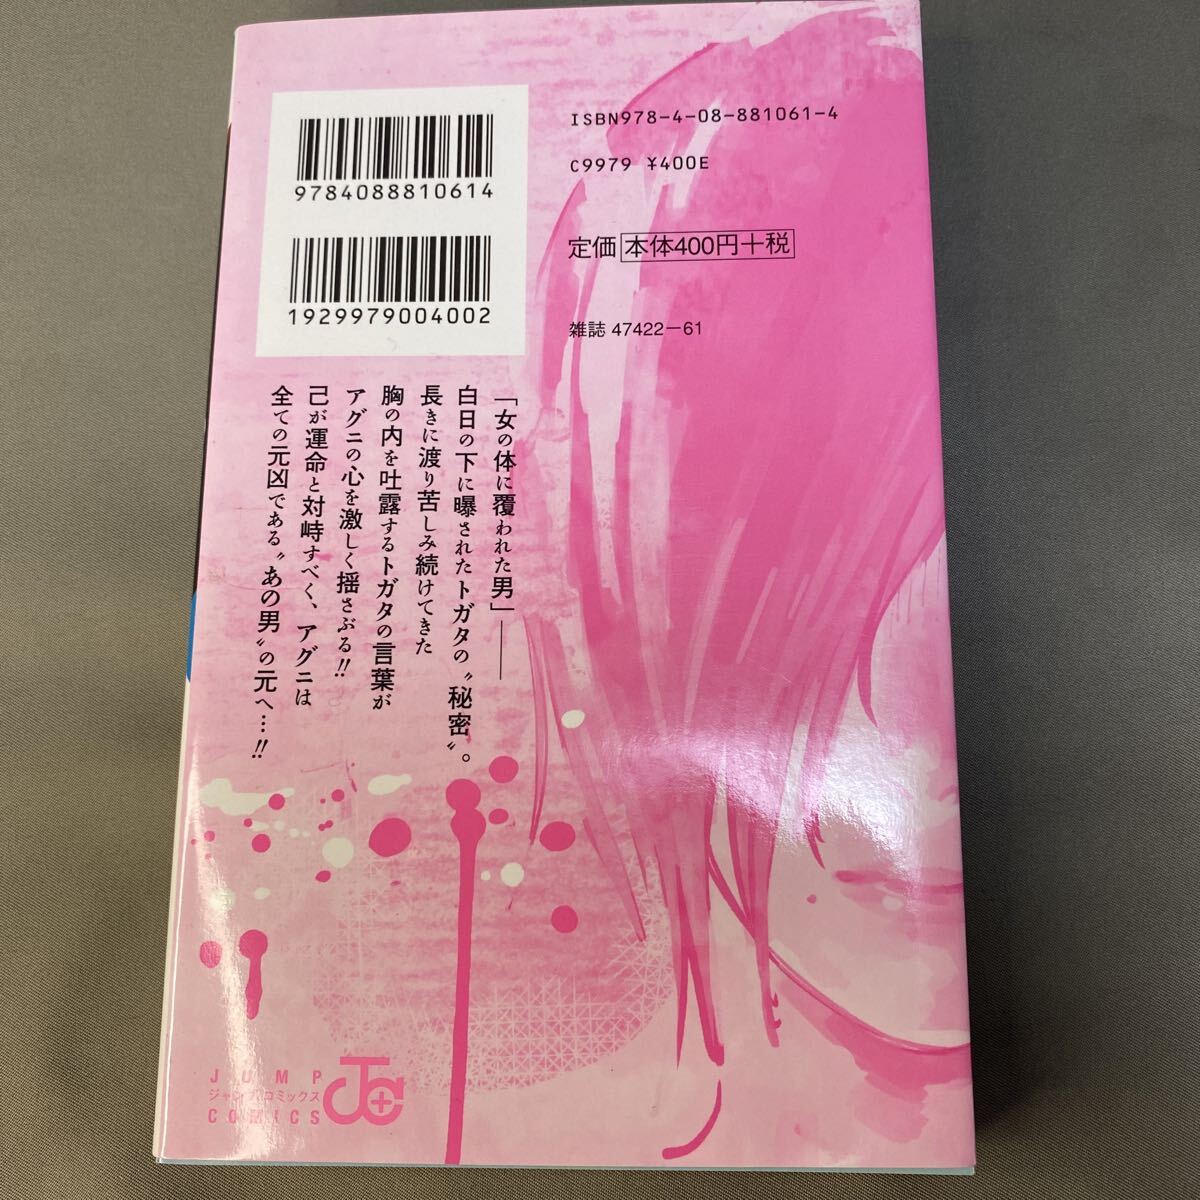 ISBN978-4-08-881061-4
C9979 ¥400E
9784088810614
定価 本体400円+税
1929979004002
雑誌 47422-61
「女の体に覆われた男」――
白日の下に曝されたトガタの〝秘密〟。
長きに渡り苦しみ続けてきた
胸の内を吐露するトガタの言葉が
アグニの心を激しく揺さぶる!!
己が運命と対峙すべく、アグニは
全ての元凶である〝あの男〟の元へ…!!
JUMP
ジャンプ コミックス
COMICS